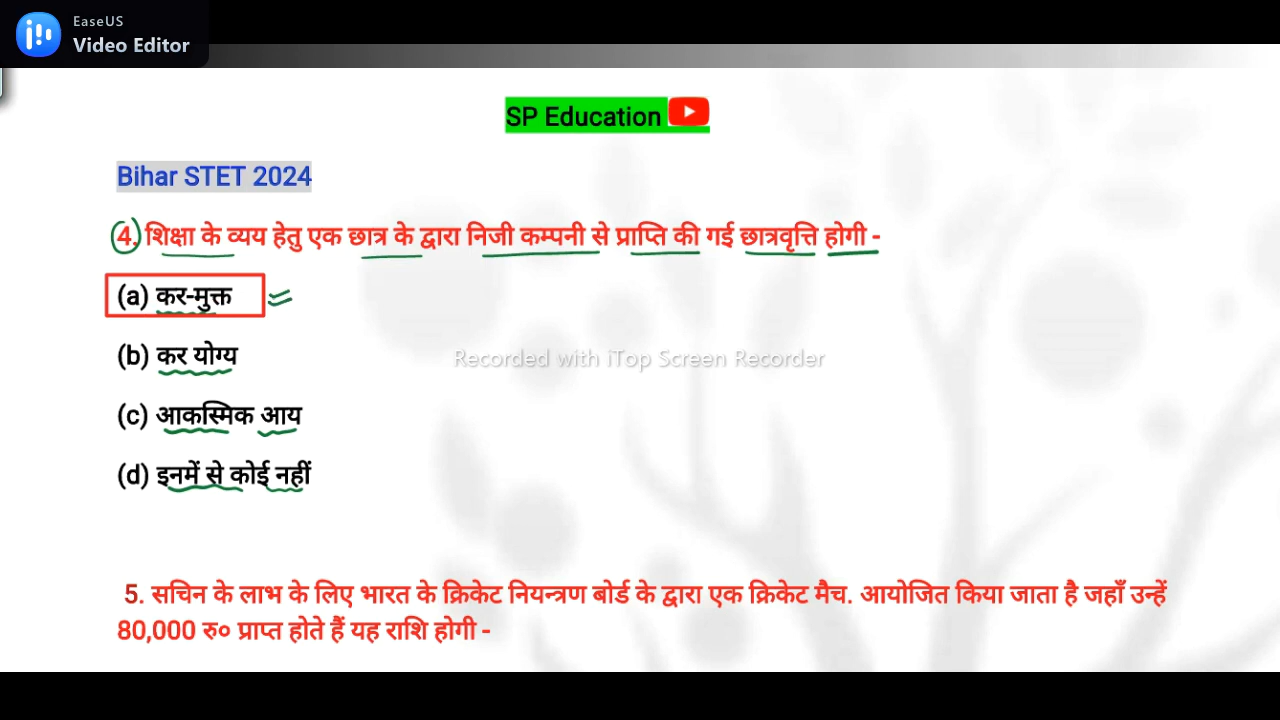 EaseUS
Video Editor
SP Education
Bihar STET 2024
4. शिक्षा के व्यय हेतु एक छात्र के द्वारा निजी कम्पनी से प्राप्ति की गई छात्रवृत्ति होगी -
(a) कर-मुक्त
(b) कर योग्य
Recorded with iTop Screen Recorder
(c) आकस्मिक आय
(d) इनमें से कोई नहीं
5. सचिन के लाभ के लिए भारत के क्रिकेट नियन्त्रण बोर्ड के द्वारा एक क्रिकेट मैच. आयोजित किया जाता है जहाँ उन्हें
80,000 रु० प्राप्त होते हैं यह राशि होगी -